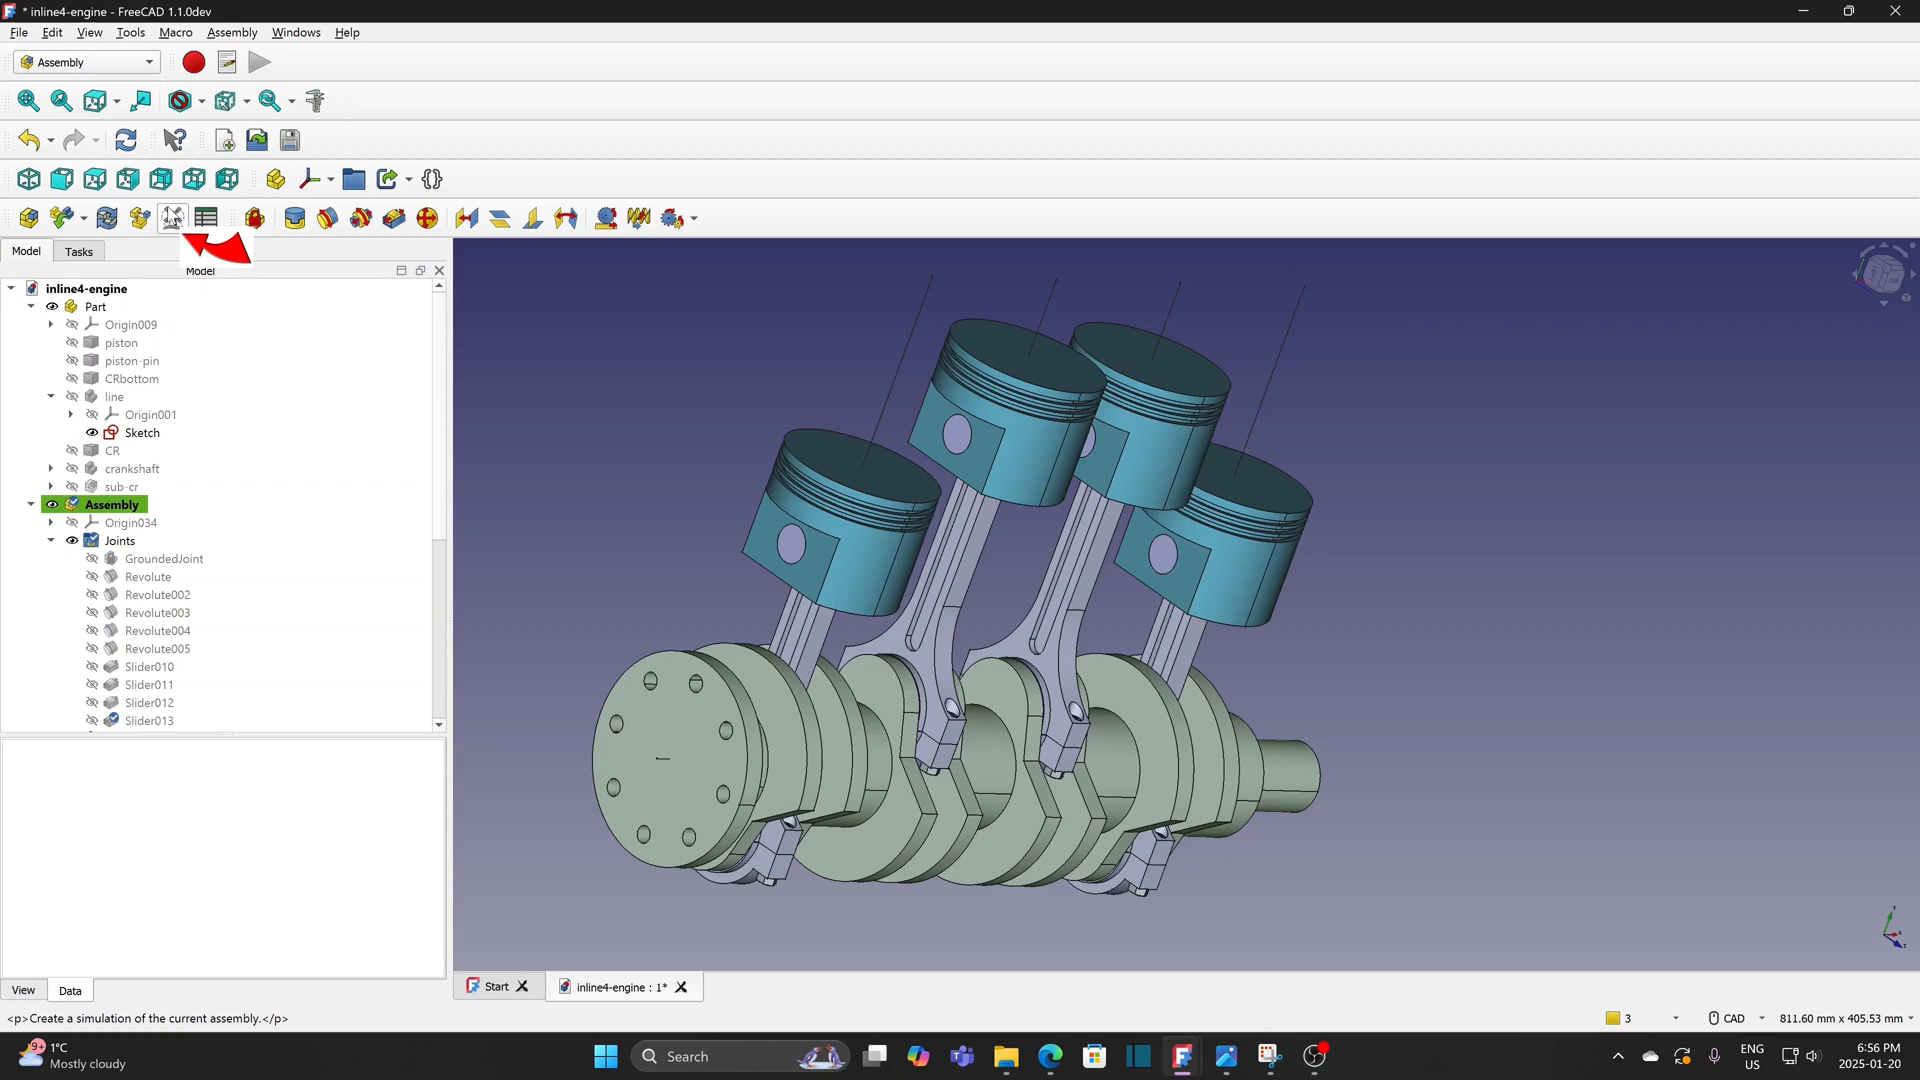 * inline4-engine - FreeCAD 1.1.0dev
File Edit View Tools Macro Assembly Windows Help
Assembly
Model Tasks
Model
inline4-engine
Part
Origin009
piston
piston-pin
CRbottom
line
Origin001
Sketch
CR
crankshaft
sub-cr
Assembly
Origin034
Joints
GroundedJoint
Revolute
Revolute002
Revolute003
Revolute004
Revolute005
Slider010
Slider011
Slider012
Slider013
View Data
Start
inline4-engine : 1*
<p>Create a simulation of the current assembly.</p>
3
CAD
811.60 mm x 405.53 mm
9+
1°C
Mostly cloudy
Search
ENG
US
6:56 PM
2025-01-20